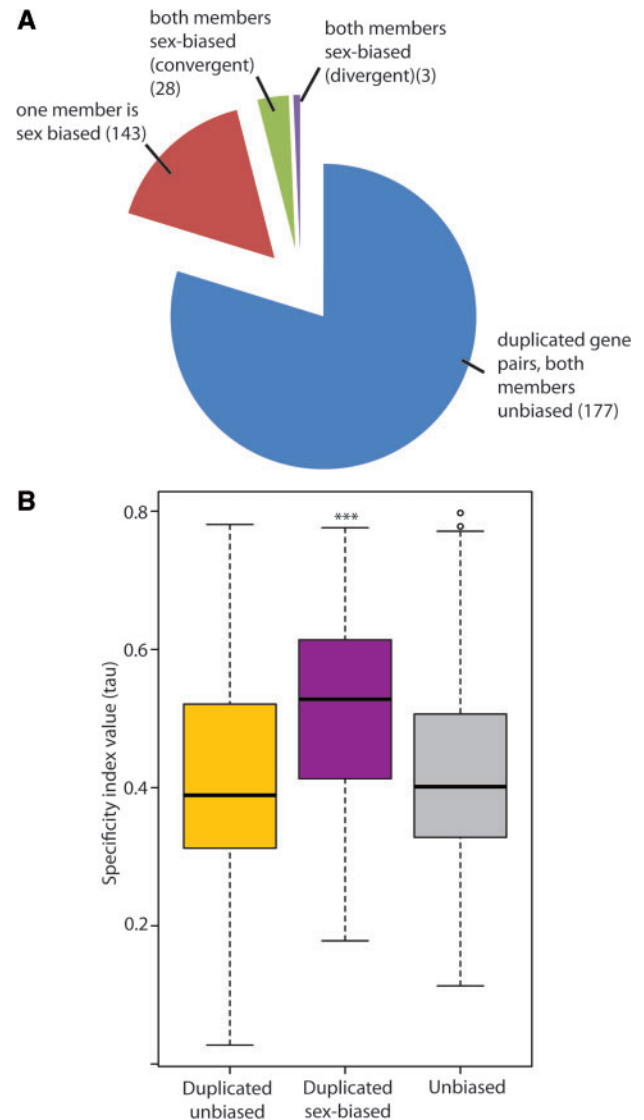 A
both members
sex-biased
(convergent)
(28)
both members
sex-biased
(divergent)(3)
one member is
sex biased (143)
duplicated gene
pairs, both
members
unbiased (177)
B
Specificity index value (tau)
0.8
0.6
0.4
0.2
***
Duplicated
unbiased
Duplicated
sex-biased
Unbiased